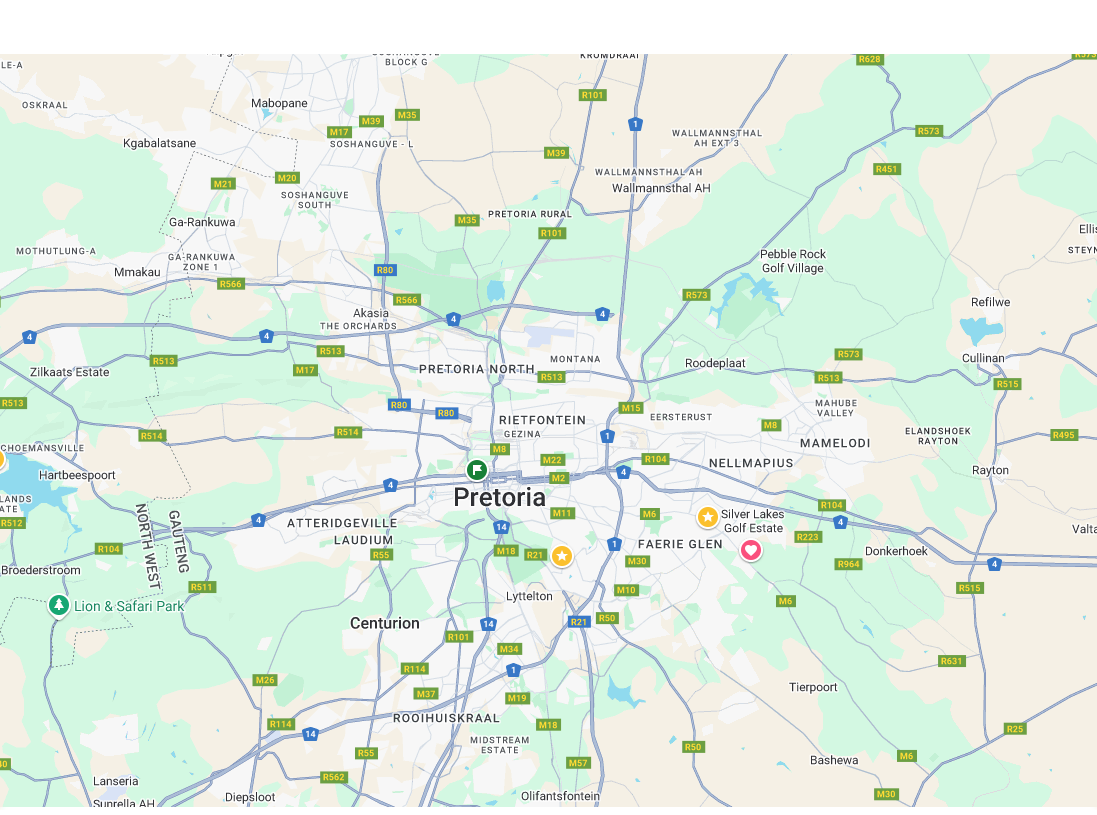 BLOCK G
KRUMDRAAI
R628
R573
LE-A
OSKRAAL
Mabopane
R101
M35
M39
M17
1
SOSHANGUVE - L
Kgabalatsane
WALLMANNSTHAL
AH EXT 3
R573
M39
R451
M20
M21
WALLMANNSTHAL AH
Wallmannsthal AH
SOSHANGUVE
SOUTH
PRETORIA RURAL
M35
Ga-Rankuwa
R101
Ellis
MOTHUTLUNG-A
STEYN
GA-RANKUWA
ZONE 1
Pebble Rock
Golf Village
Mmakau
R80
R566
R566
R573
Refilwe
Akasia
4
4
THE ORCHARDS
4
4
R513
R513
MONTANA
Cullinan
Roodeplaat
R573
Zilkaats Estate
M17
PRETORIA NORTH
R513
R513
R515
R513
R80
R80
M15
MAHUBE
VALLEY
RIETFONTEIN
EERSTERUST
M8
GEZINA
R514
R514
1
ELANDSHOEK
RAYTON
R495
MAMELODI
CHOEMANSVILLE
M8
M22
R104
NELLMAPIUS
Hartbeespoort
M2
4
Rayton
4
Pretoria
LANDS
ATE
R104
R512
M11
M6
Silver Lakes
Golf Estate
4
4
ATTERIDGEVILLE
14
Valta
NORTH WEST
GAUTENG
LAUDIUM
R223
FAERIE GLEN
1
R104
R55
M18
R21
M30
Donkerhoek
R964
4
Broederstroom
R511
M10
R515
Lion & Safari Park
Lyttelton
M6
Centurion
14
R21
R50
R101
M34
R631
R114
1
M26
M37
M19
Tierpoort
ROOIHUISKRAAL
R114
14
M18
R25
MIDSTREAM
ESTATE
R50
R55
M6
M57
Bashewa
R562
Lanseria
Diepsloot
Olifantsfontein
M30
Sunrella AH